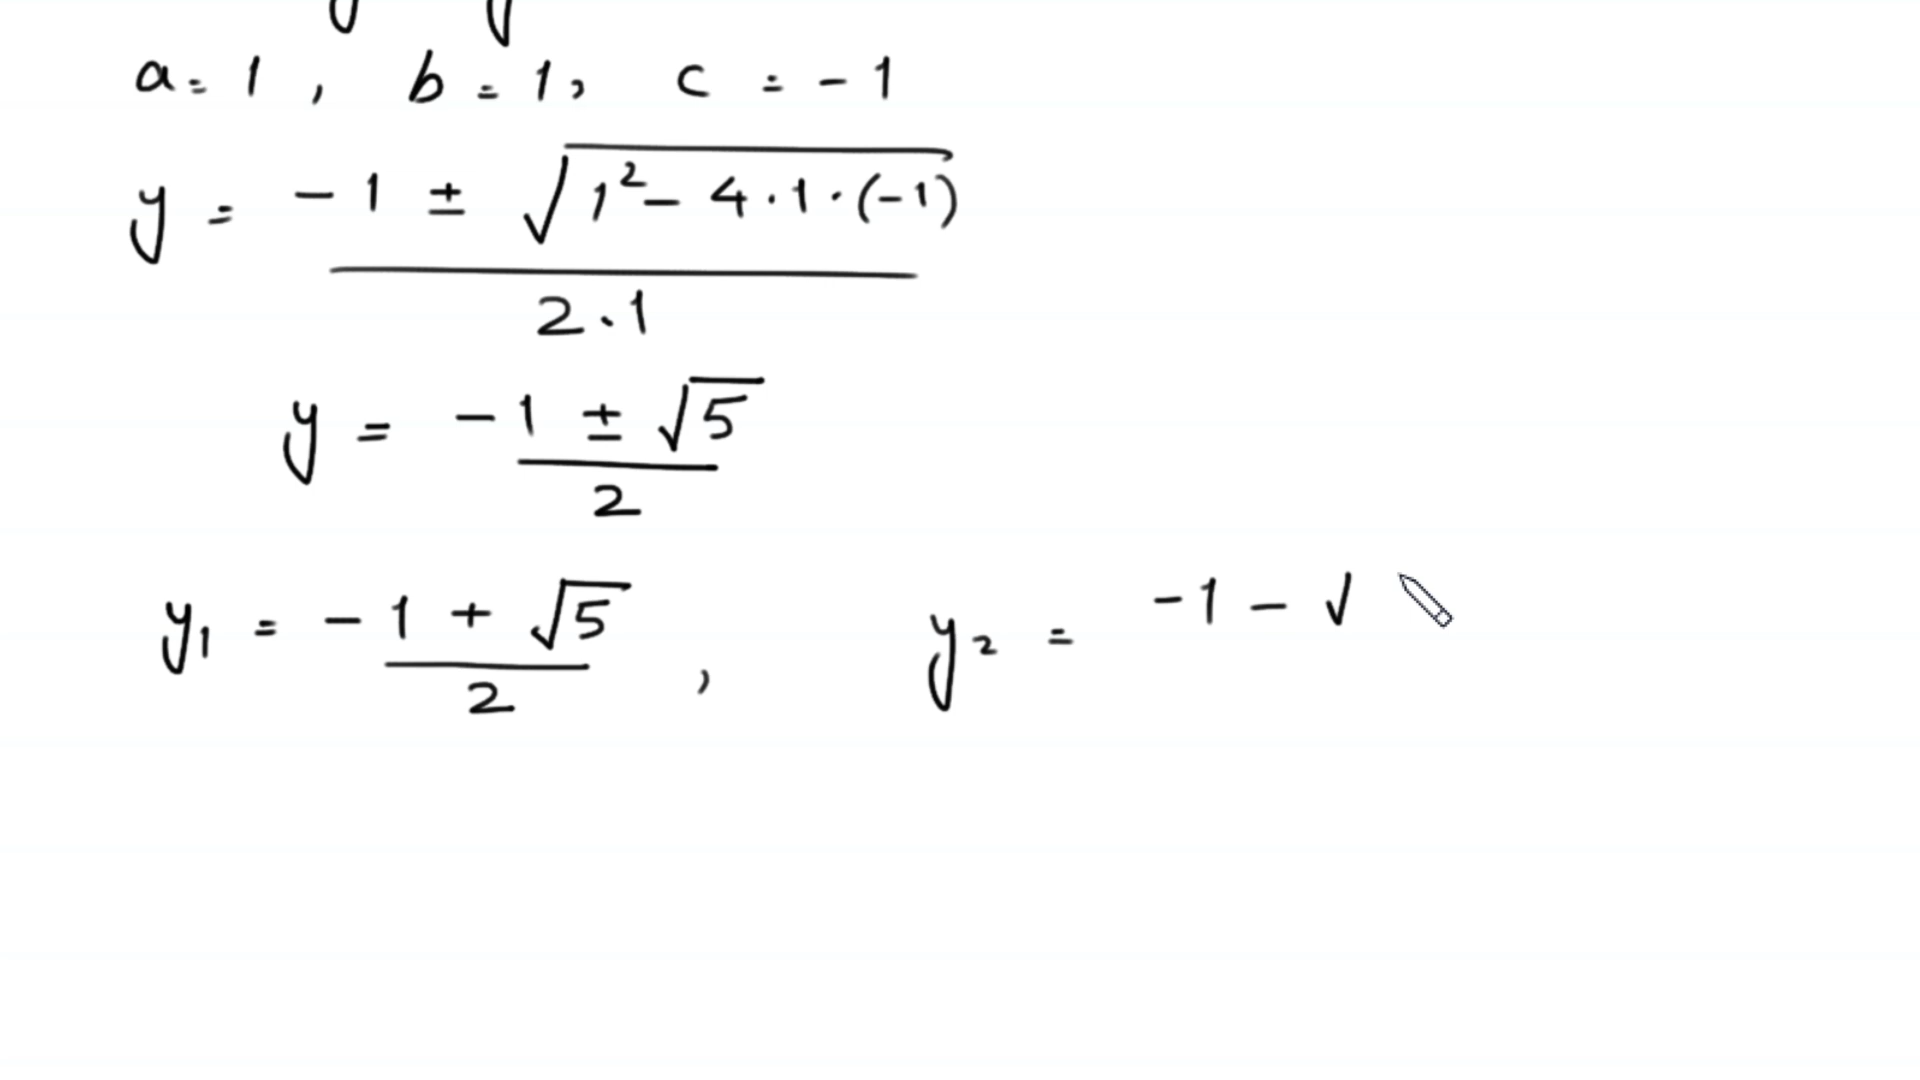 a = 1 , b = 1, c = - 1
y = - 1 ± √ 1² - 4 · 1 · (-1)
2 . 1
y = - 1 ± √5
2
y₁ = - 1 + √5 , y₂ = -1 - √
2